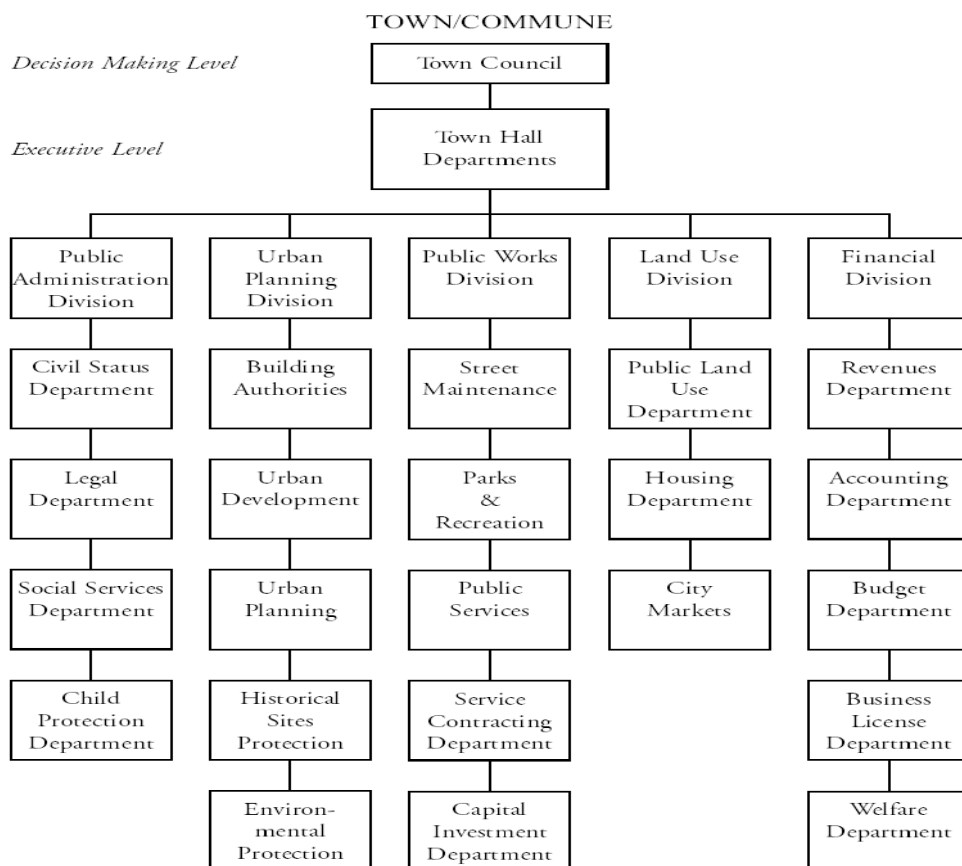 TOWN/COMMUNE
Decision Making Level
Town Council
Executive Level
Town Hall
Departments
Public
Administration
Division
Urban
Planning
Division
Public Works
Division
Land Use
Division
Financial
Division
Civil Status
Department
Building
Authorities
Street
Maintenance
Public Land
Use
Department
Revenues
Department
Legal
Department
Urban
Development
Parks
&
Recreation
Housing
Department
Accounting
Department
Social Services
Department
Urban
Planning
Public
Services
City
Markets
Budget
Department
Child
Protection
Department
Historical
Sites
Protection
Service
Contracting
Department
Business
License
Department
Environ-
mental
Protection
Capital
Investment
Department
Welfare
Department